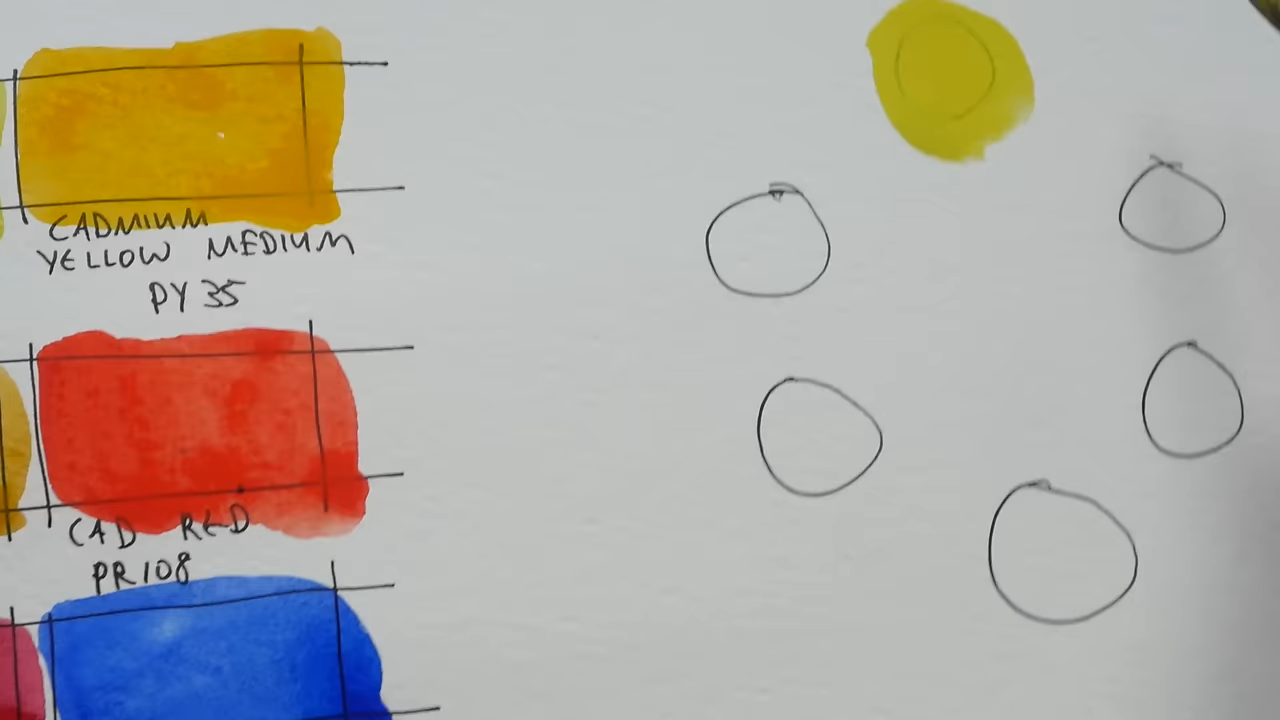 CADMIUM
YELLOW MEDIUM
PY 35
CAD RED
PR108